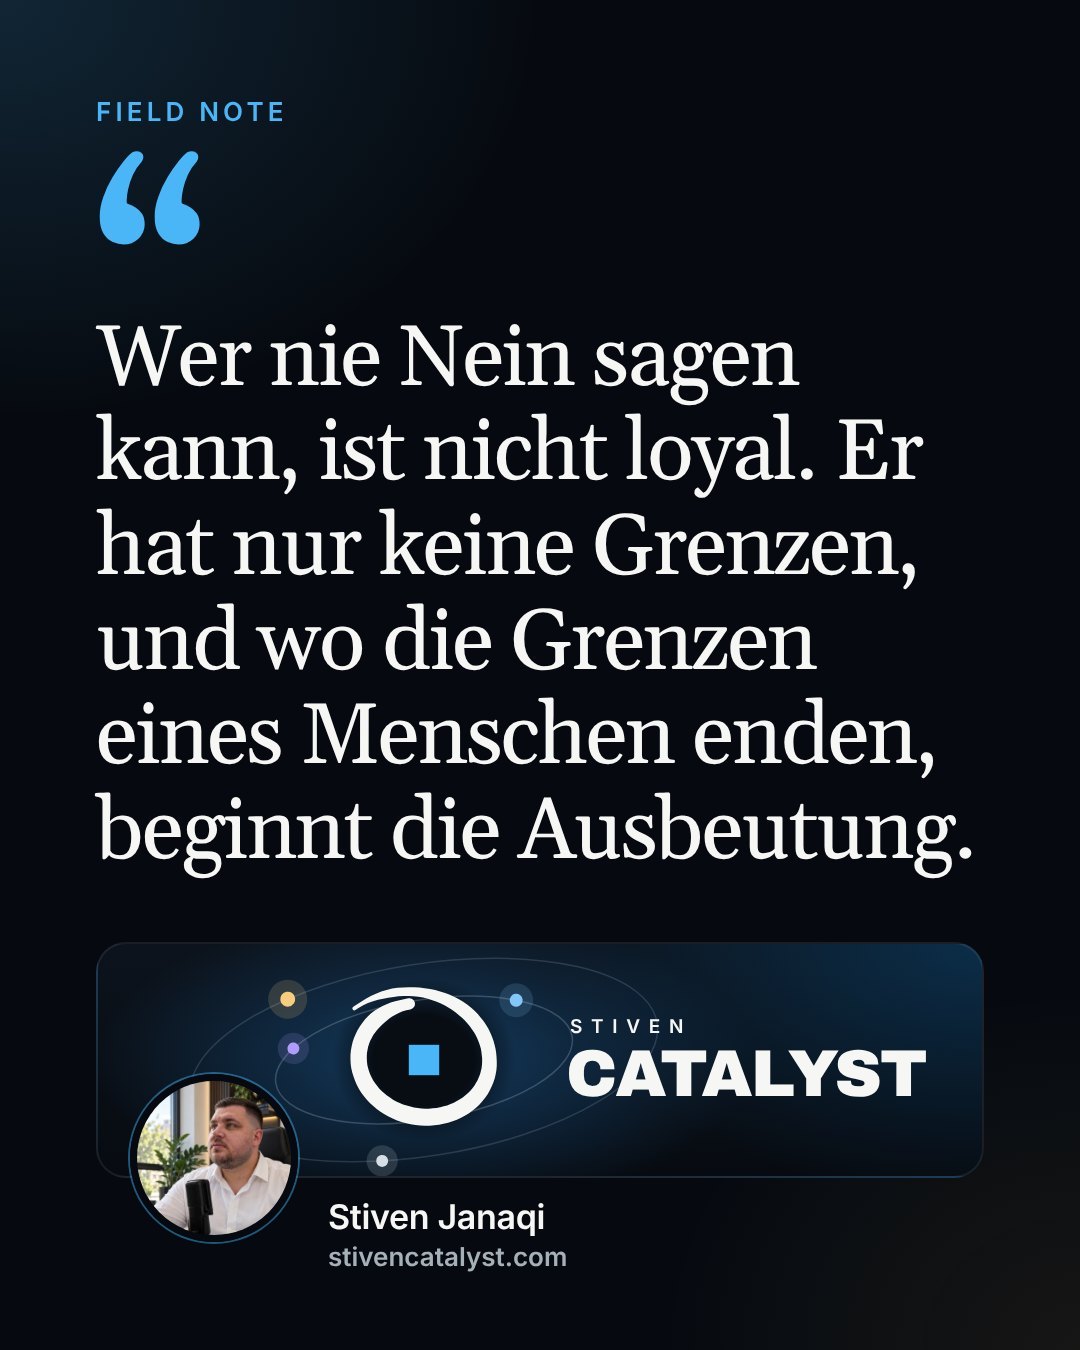 FIELD NOTE
“
Wer nie Nein sagen
kann, ist nicht loyal. Er
hat nur keine Grenzen,
und wo die Grenzen
eines Menschen enden,
beginnt die Ausbeutung.
STIVEN
CATALYST
Stiven Janaqi
stivencatalyst.com